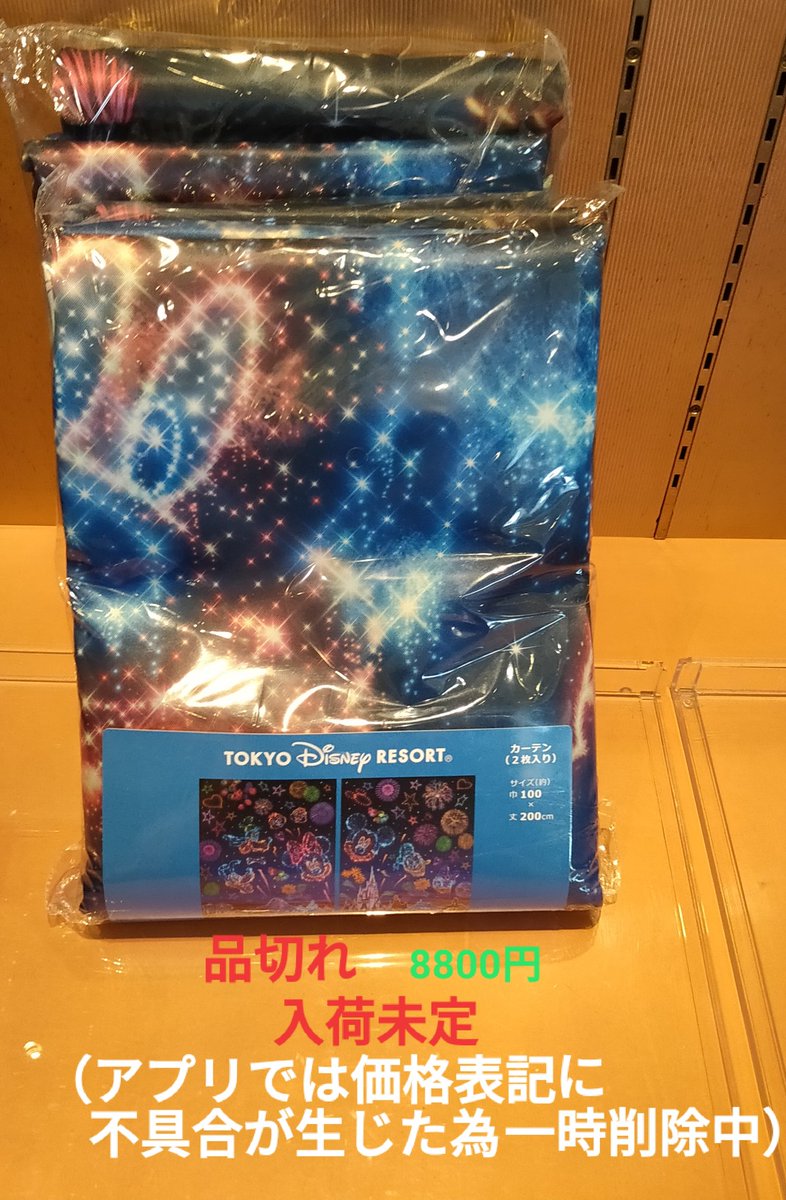 TOKYO Disney RESORT®
カーテン
(2枚入り)
サイズ(約)
巾100
×
丈200cm
品切れ 8800円
入荷未定
(アプリでは価格表記に
不具合が生じた為一時削除中)